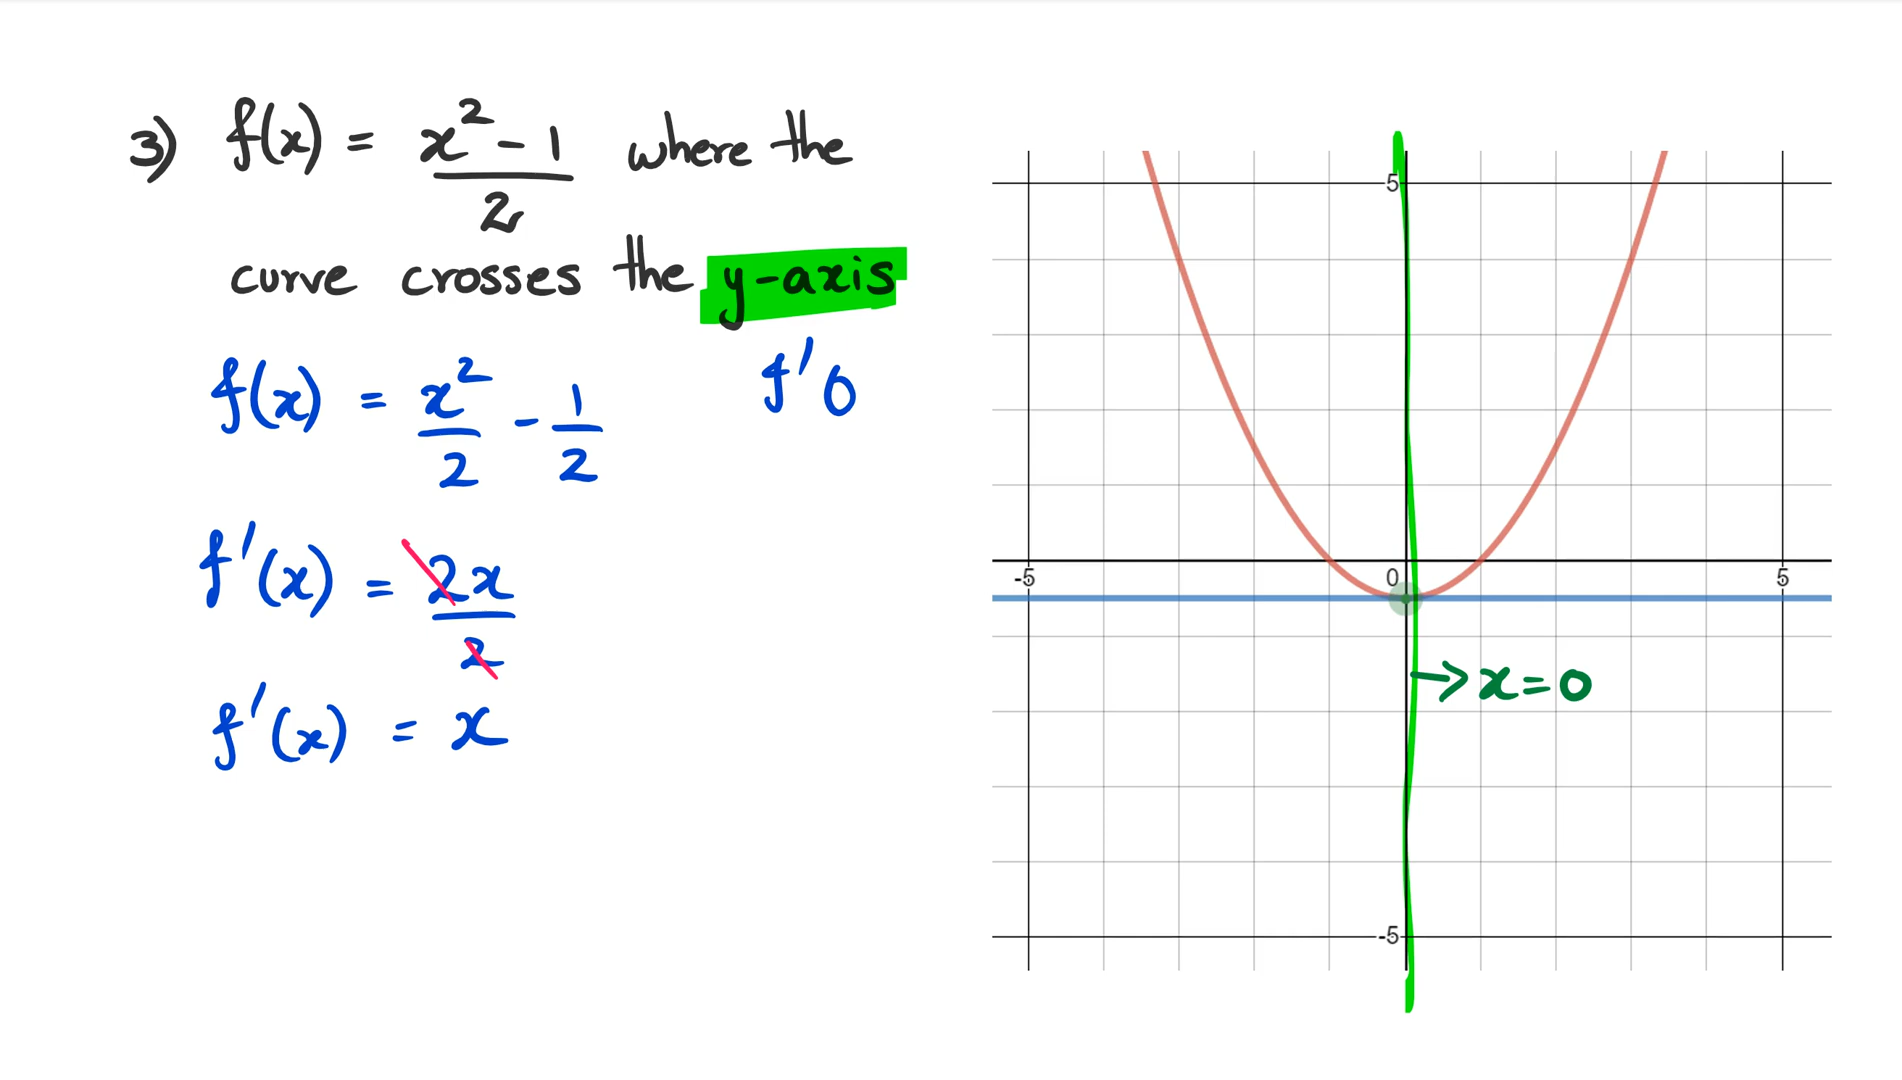 3) f(x) = x² - 1 / 2 where the
curve crosses the y-axis
f(x) = x²/2 - 1/2
f'0
f'(x) = 2x/2
f'(x) = x
5
-5
0
5
→ x=0
-5